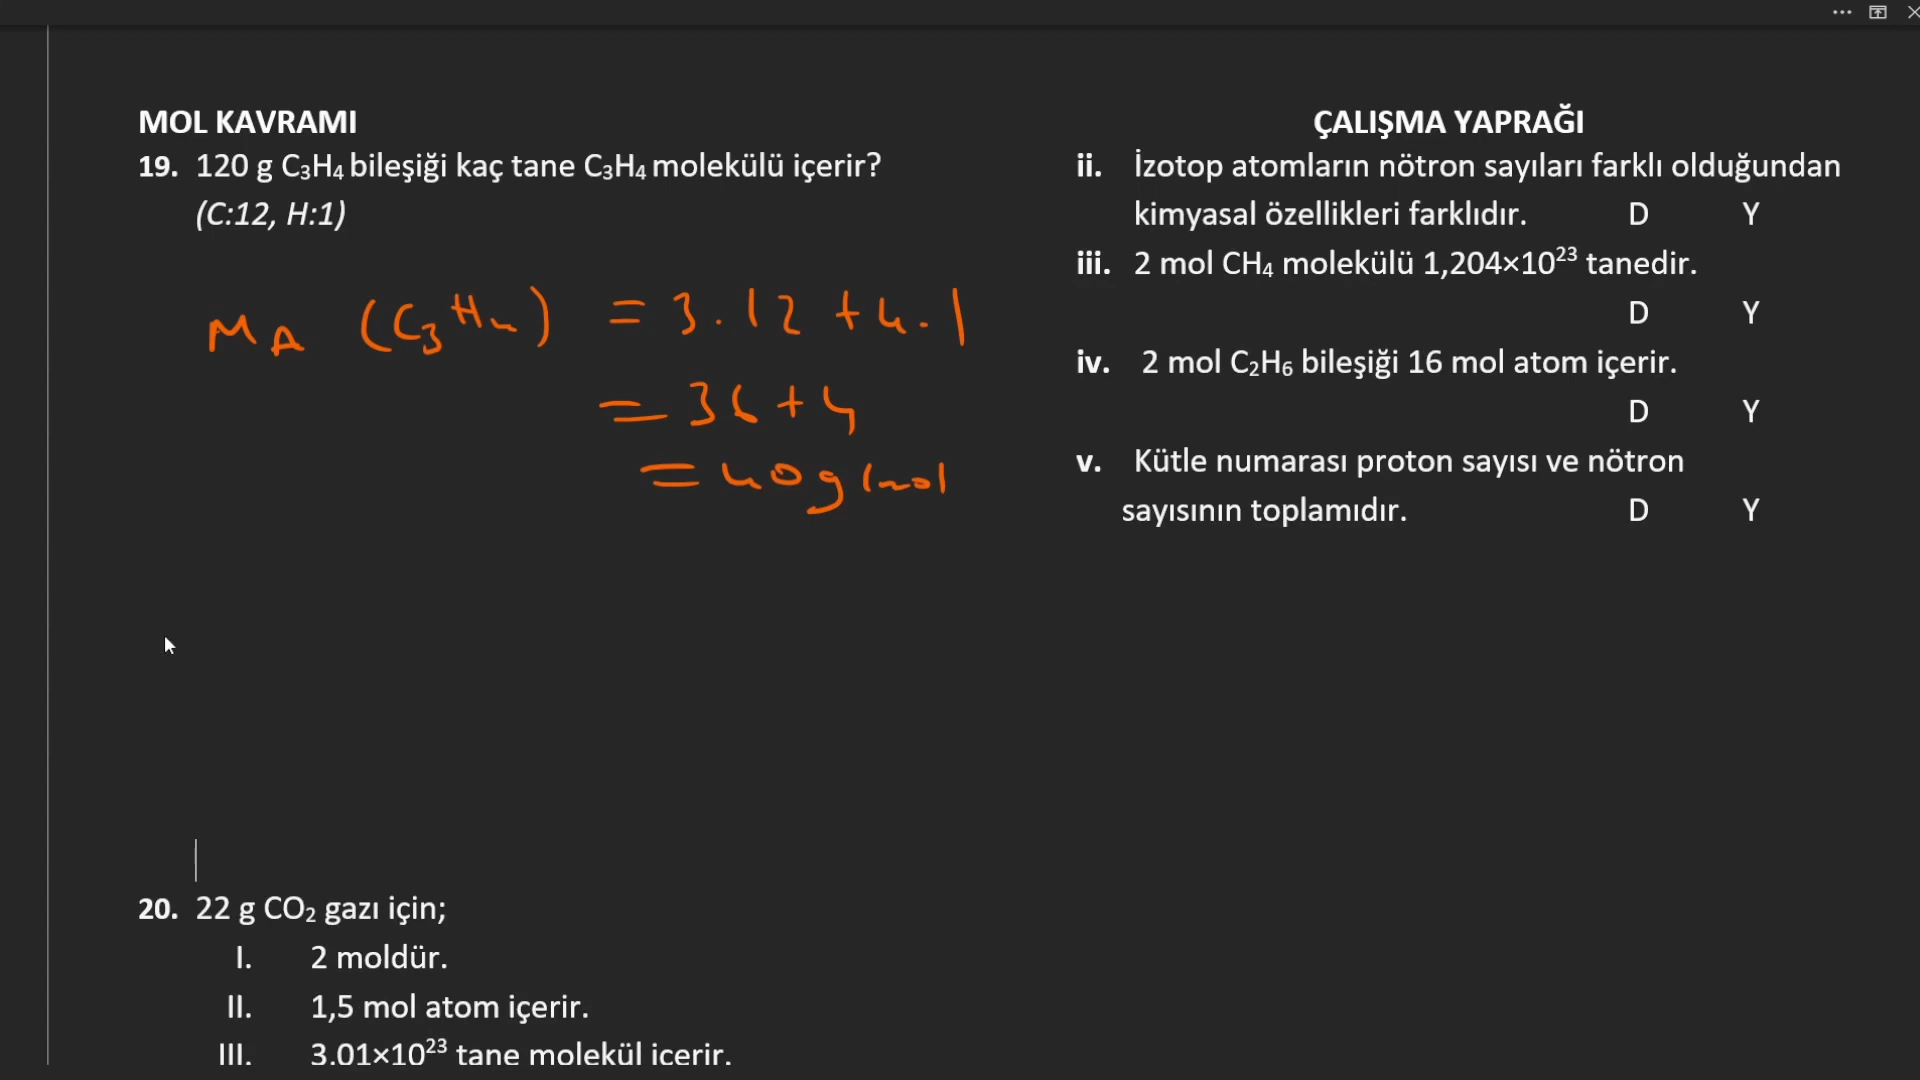 MOL KAVRAMI
19. 120 g C₃H₄ bileşiği kaç tane C₃H₄ molekülü içerir?
(C:12, H:1)
MA (C₃H₄) = 3.12 + 4.1
= 36 + 4
= 40 g/mol
20. 22 g CO₂ gazı için;
I. 2 moldür.
II. 1,5 mol atom içerir.
III. 3.01×10²³ tane molekül içerir.
ÇALIŞMA YAPRAĞI
ii. İzotop atomların nötron sayıları farklı olduğundan
kimyasal özellikleri farklıdır. D Y
iii. 2 mol CH₄ molekülü 1,204×10²³ tanedir.
D Y
iv. 2 mol C₂H₆ bileşiği 16 mol atom içerir.
D Y
v. Kütle numarası proton sayısı ve nötron
sayısının toplamıdır. D Y